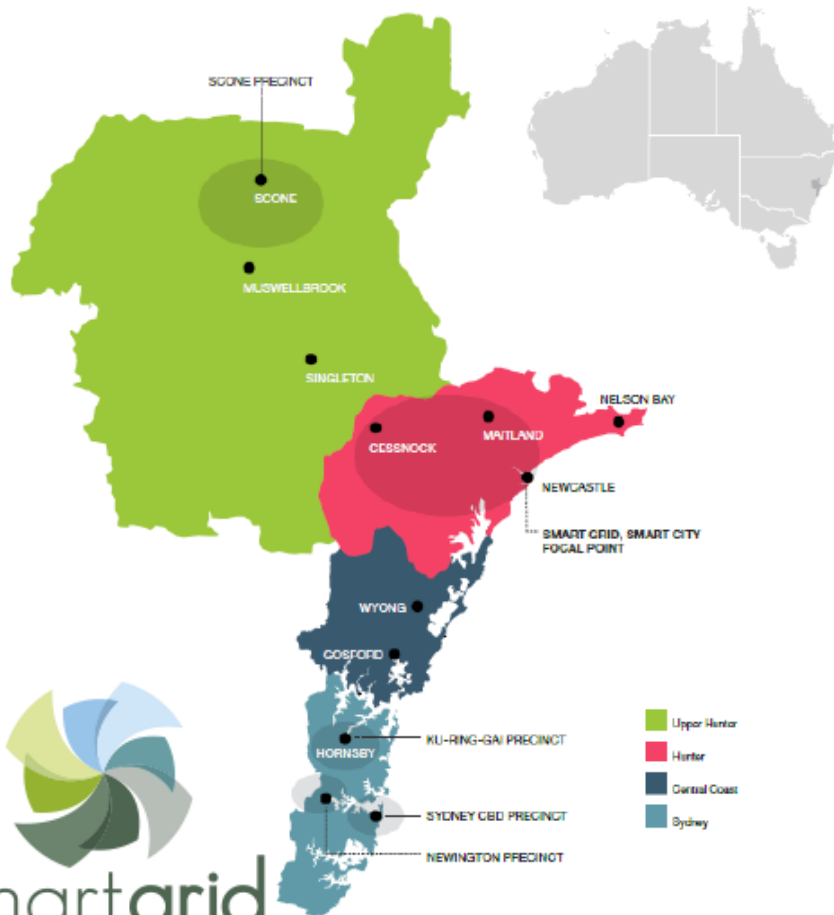 SCONE PRECINCT
SCONE
MUSWELLBROOK
SINGLETON
NELSON BAY
CESSNOCK
MAITLAND
NEWCASTLE
SMART GRID, SMART CITY
FOCAL POINT
WYONG
GOSFORD
KU-RING-GAI PRECINCT
HORNSBY
Upper Hunter
Hunter
Central Coast
Sydney
SYDNEY CBD PRECINCT
NEWINGTON PRECINCT
martgrid